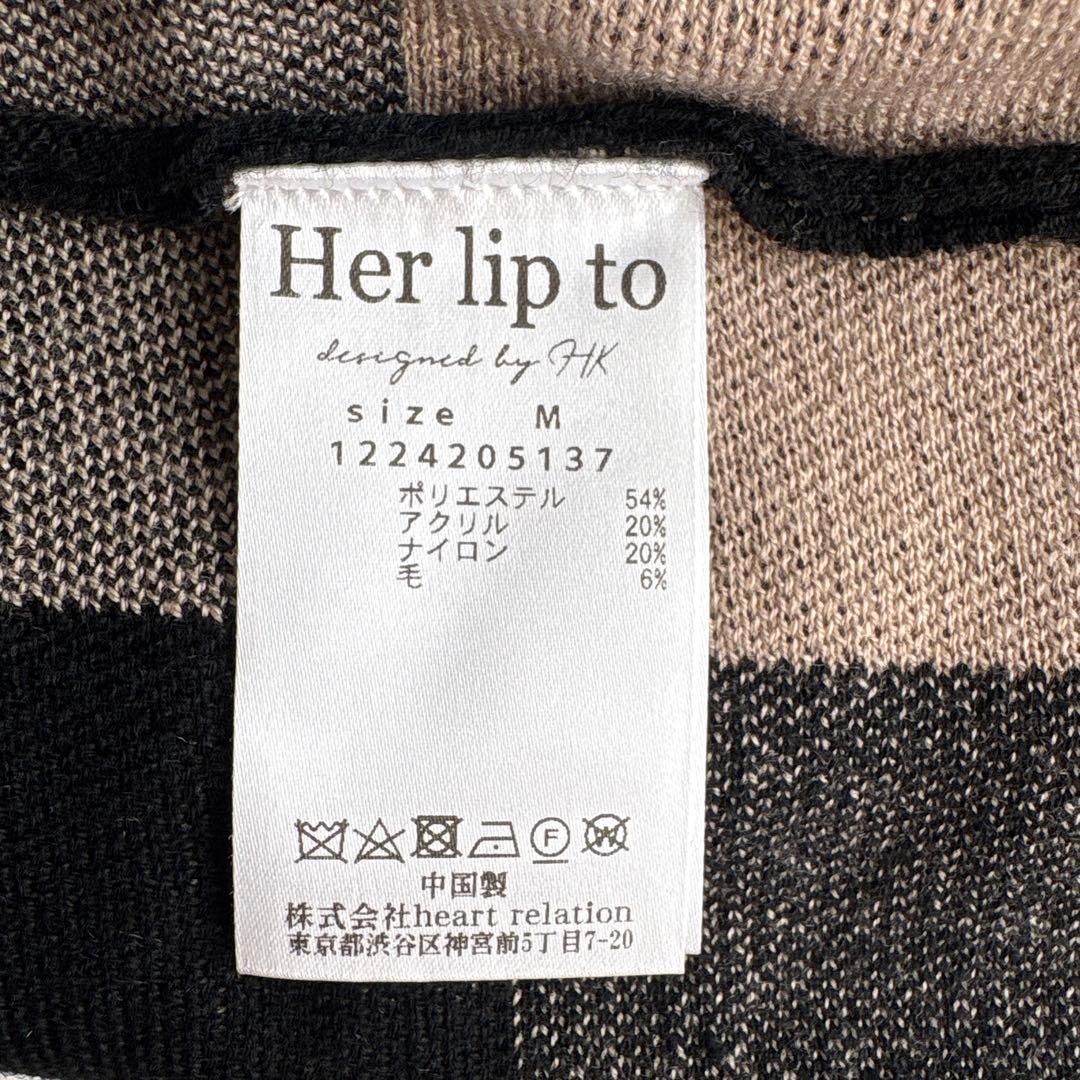 Her lip to
designed by HK
size M
1224205137
ポリエステル 54%
アクリル 20%
ナイロン 20%
毛 6%
F W
中国製
株式会社heart relation
東京都渋谷区神宮前5丁目7-20